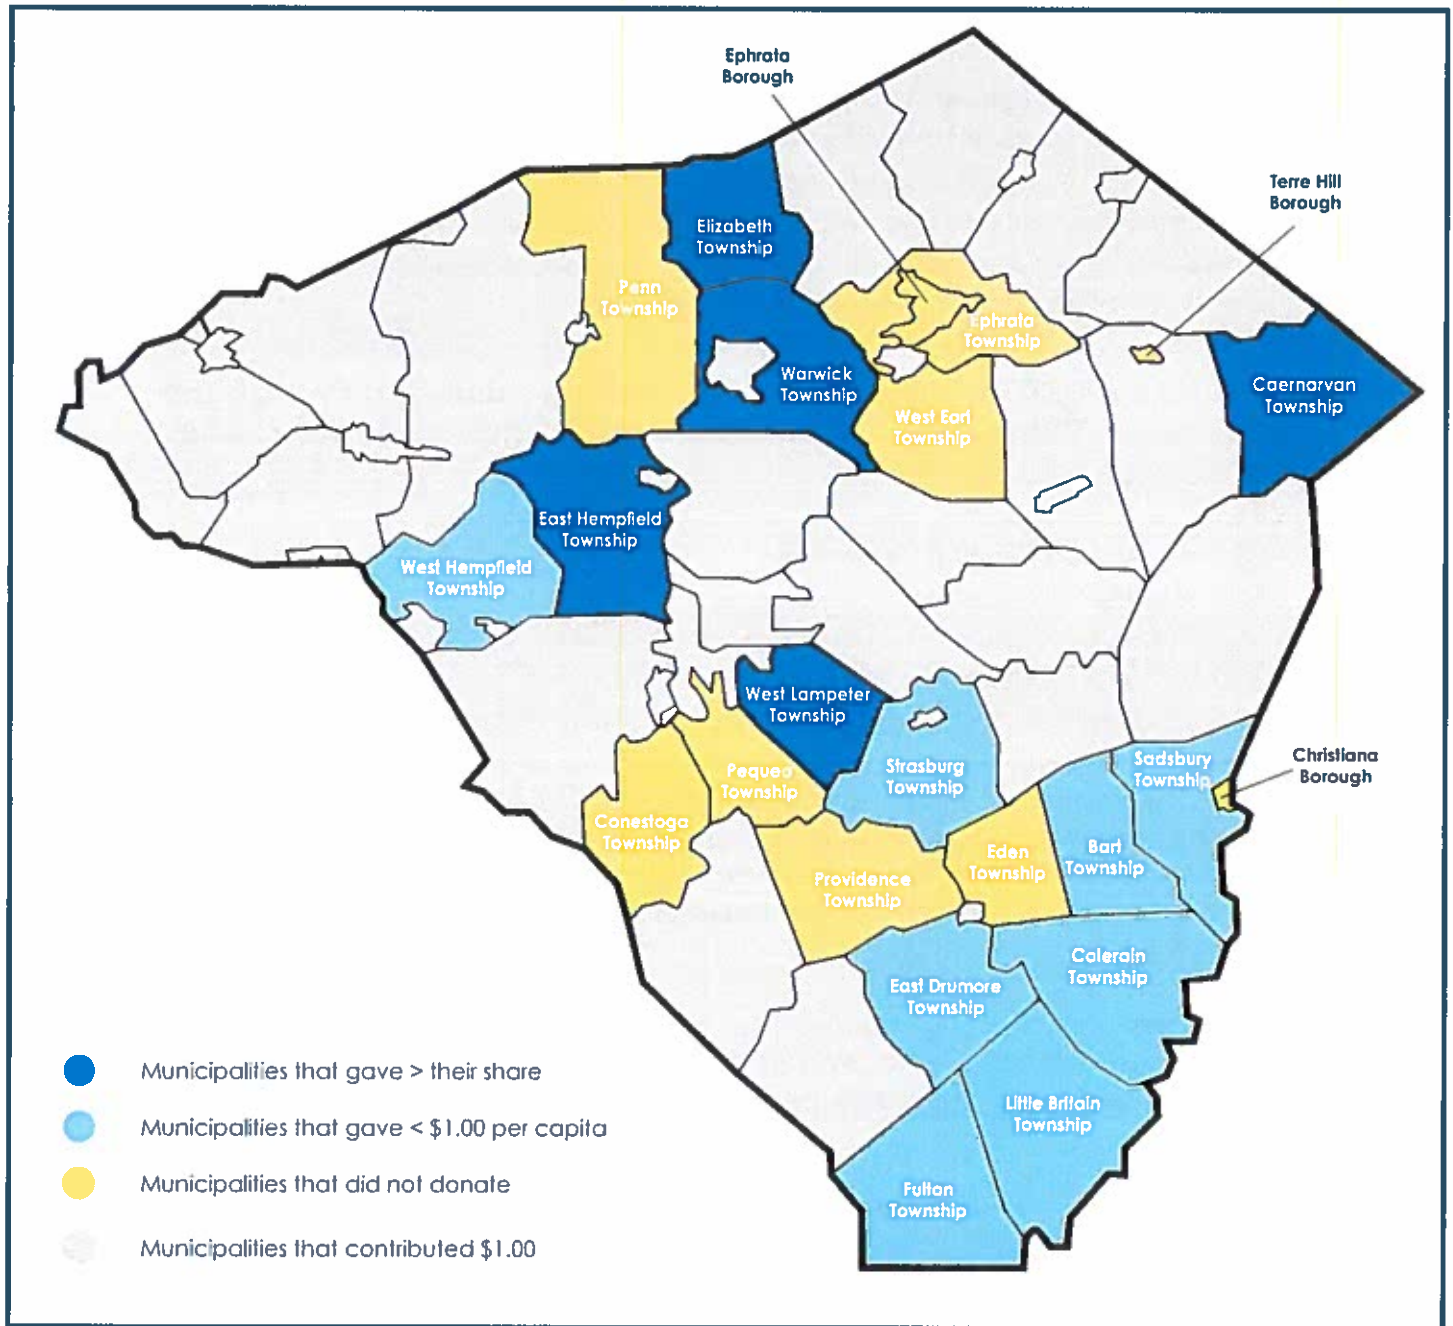 Ephrata
Borough
Terre Hill
Borough
Elizabeth
Township
Penn
Township
Ephrata
Township
Warwick
Township
Caernarvan
Township
West Earl
Township
East Hempfield
Township
West Hempfield
Township
West Lampeter
Township
Strasburg
Township
Sadsbury
Township
Christiana
Borough
Pequea
Township
Conestoga
Township
Eden
Township
Bart
Township
Providence
Township
Colerain
Township
East Drumore
Township
Little Britain
Township
Fulton
Township
Municipalities that gave > their share
Municipalities that gave < $1.00 per capita
Municipalities that did not donate
Municipalities that contributed $1.00